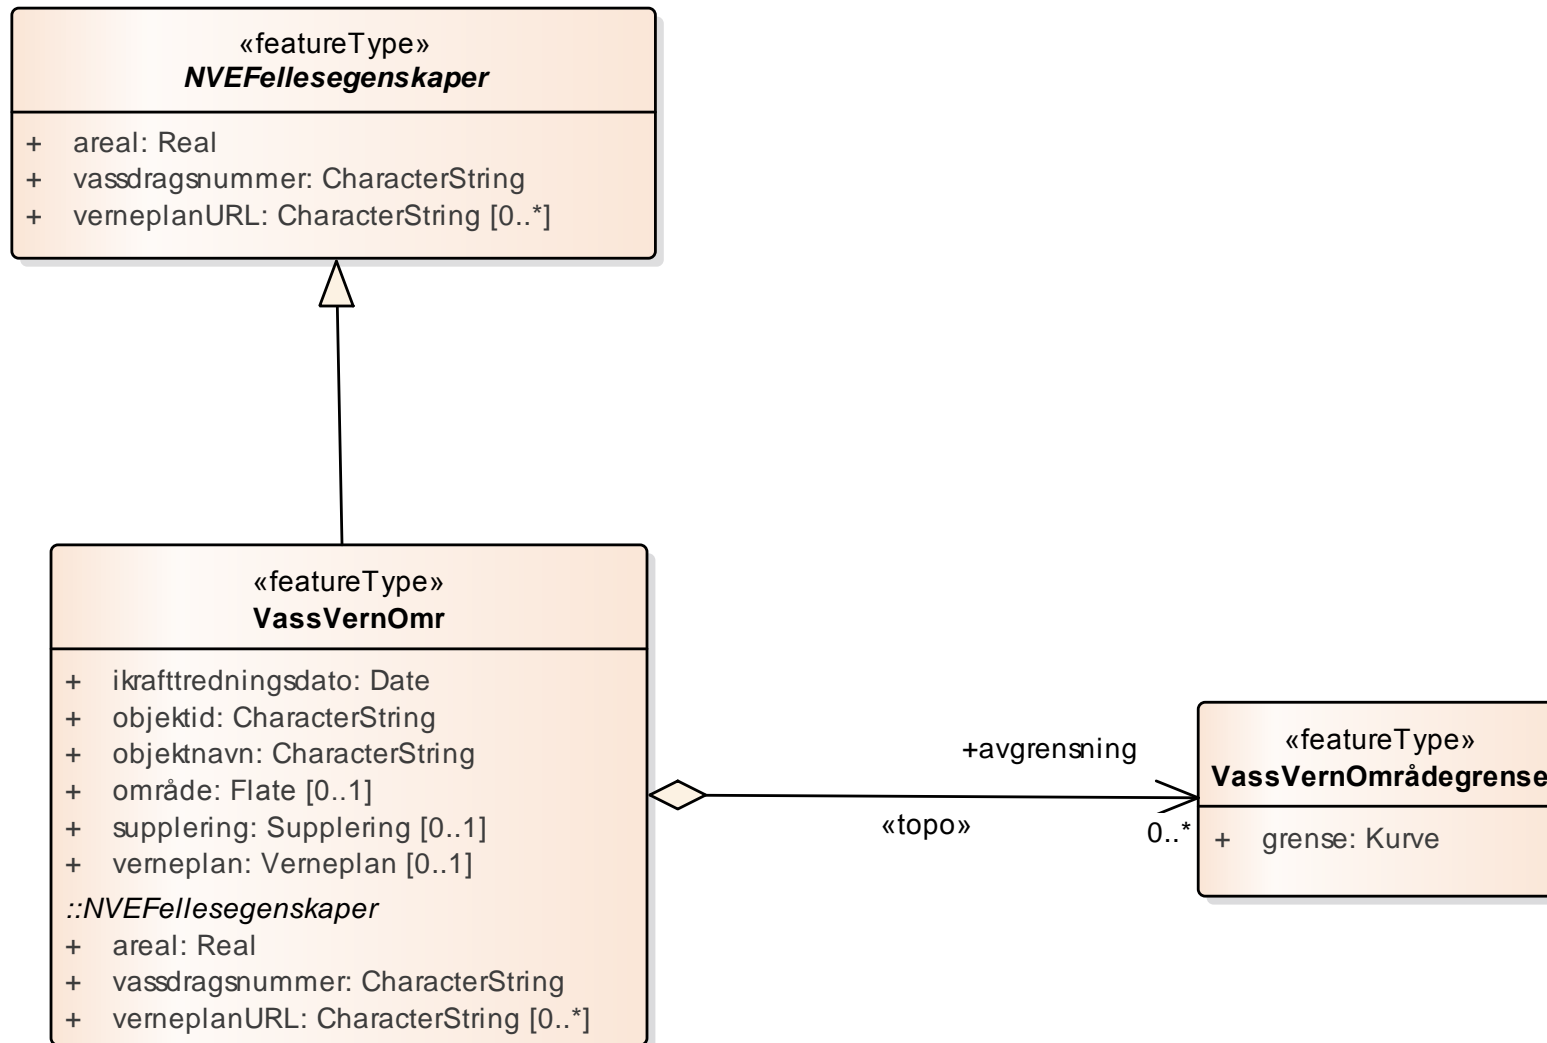 «featureType»
NVEFellesegenskaper
+ areal: Real
+ vassdragsnummer: CharacterString
+ verneplanURL: CharacterString [0..*]
«featureType»
VassVernOmr
+ ikrafttredningsdato: Date
+ objektid: CharacterString
+ objektnavn: CharacterString
+ område: Flate [0..1]
+ supplering: Supplering [0..1]
+ verneplan: Verneplan [0..1]
::NVEFellesegenskaper
+ areal: Real
+ vassdragsnummer: CharacterString
+ verneplanURL: CharacterString [0..*]
+avgrensning
«topo»
0..*
«featureType»
VassVernOmrådegrense
+ grense: Kurve